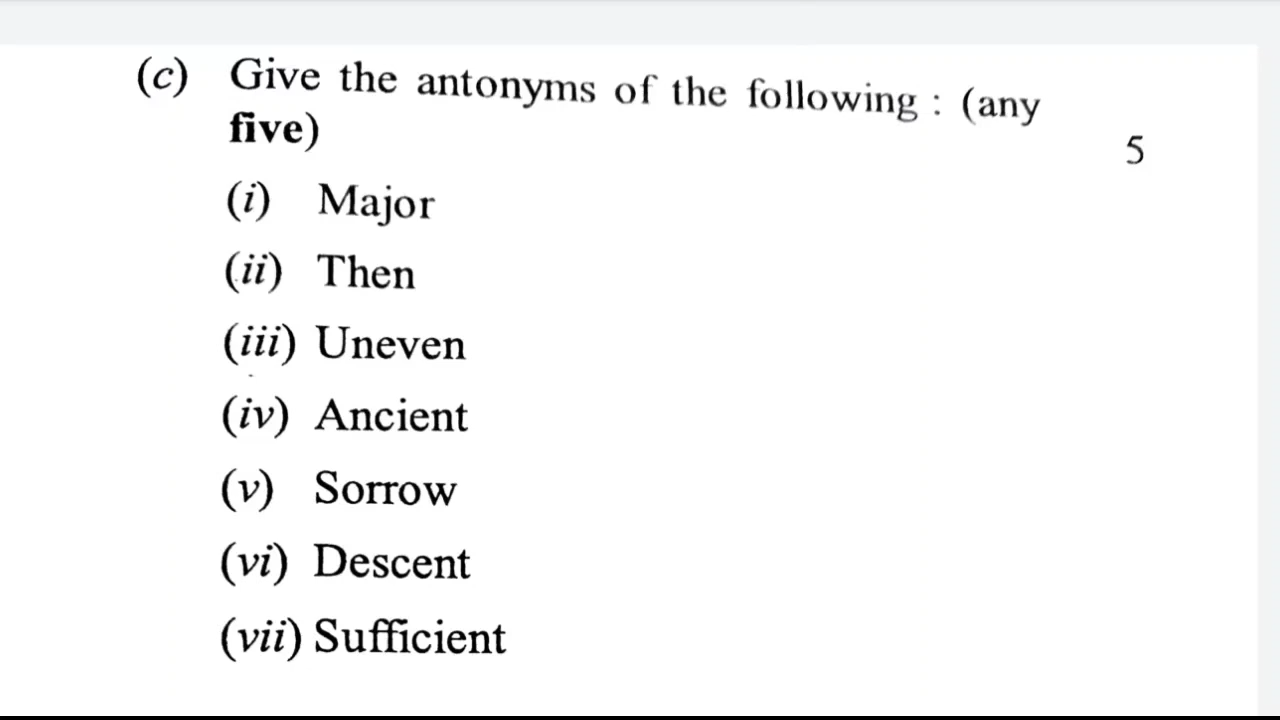 (c) Give the antonyms of the following : (any
five)
5
(i) Major
(ii) Then
(iii) Uneven
(iv) Ancient
(v) Sorrow
(vi) Descent
(vii) Sufficient